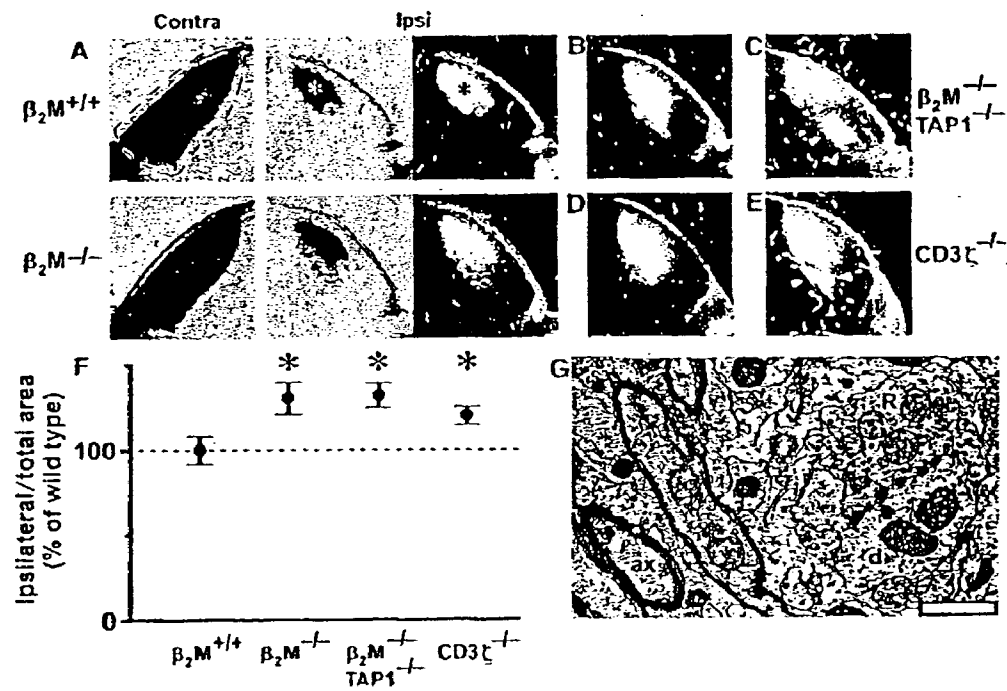 Contra Ipsi
A B C
β₂M⁺/⁺
β₂M⁻/⁻
TAP1⁻/⁻
D E
β₂M⁻/⁻
CD3ζ⁻/⁻
F
* * *
Ipsilateral/total area
(% of wild type)
100
0
β₂M⁺/⁺ β₂M⁻/⁻ β₂M⁻/⁻ CD3ζ⁻/⁻
TAP1⁻/⁻
G
R
d
ax